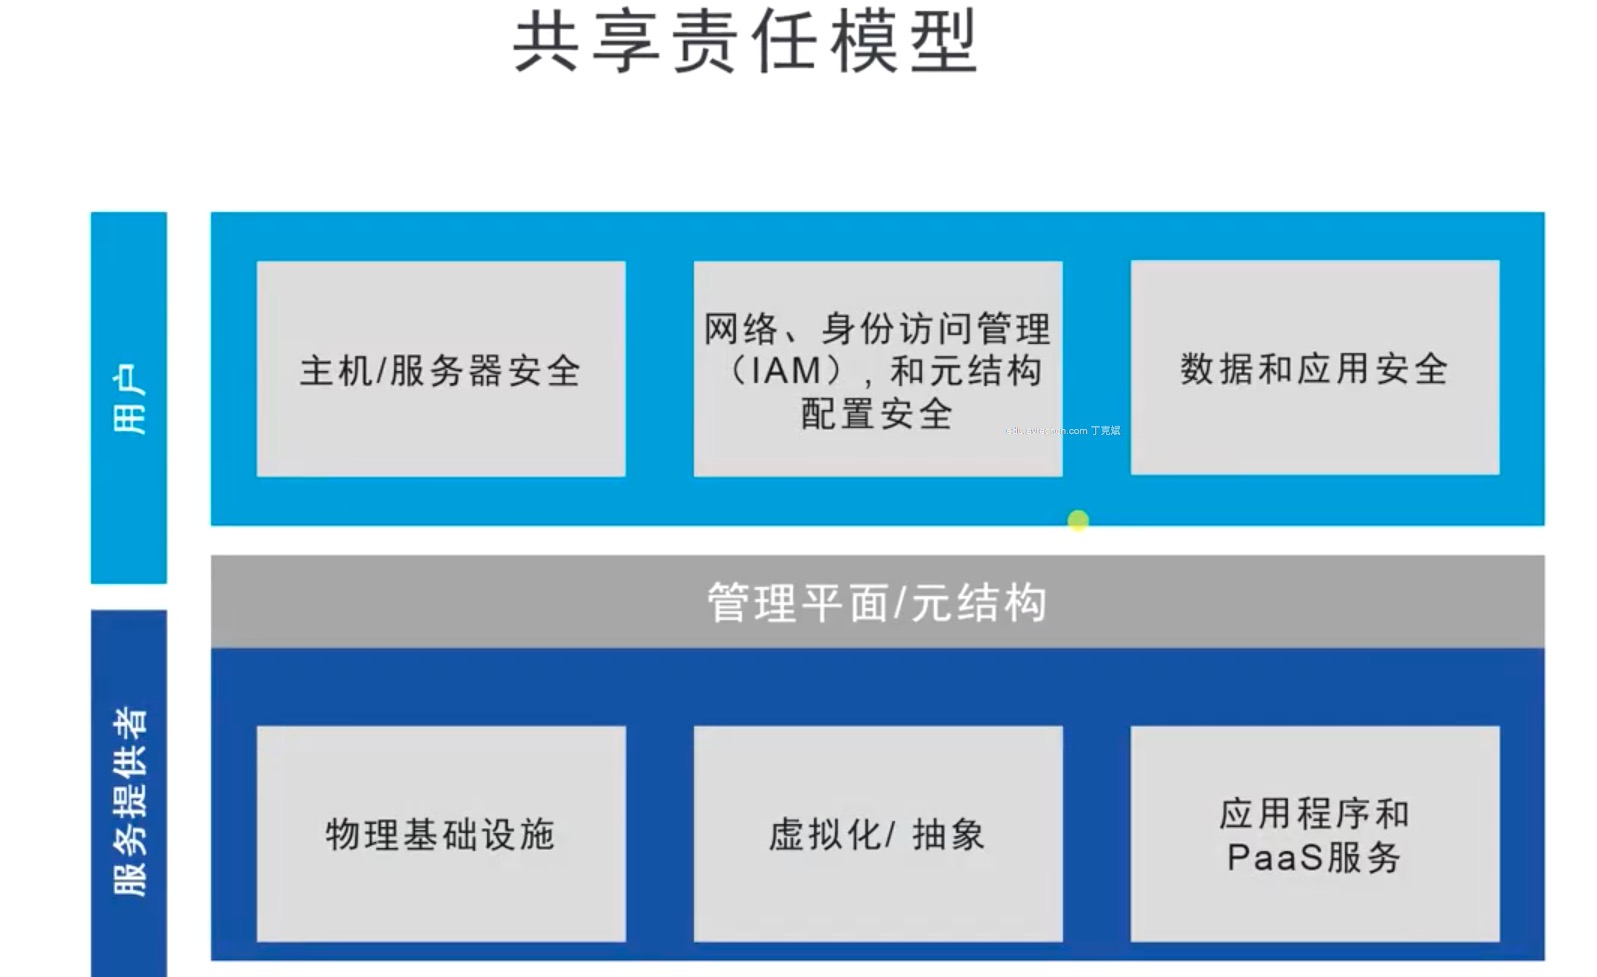 共享责任模型
用户
主机/服务器安全
网络、身份访问管理
（IAM）, 和元结构
配置安全
数据和应用安全
管理平面/元结构
服务提供者
物理基础设施
虚拟化/ 抽象
应用程序和
PaaS服务